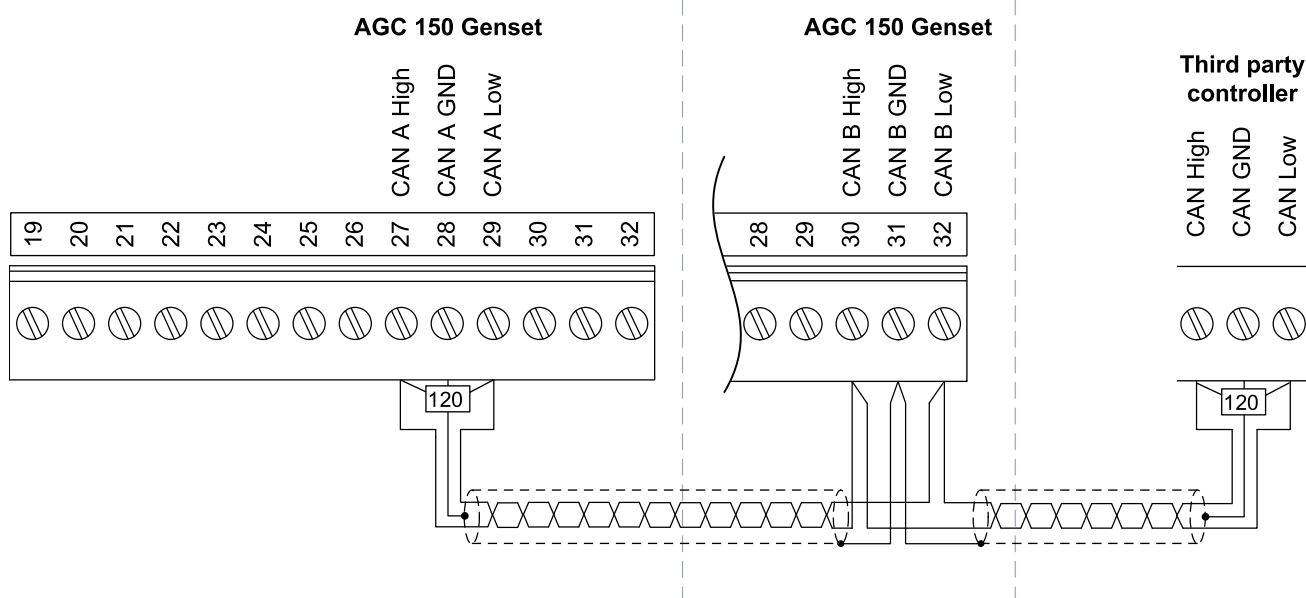 AGC 150 Genset
CAN A High
CAN A GND
CAN A Low
19 20 21 22 23 24 25 26 27 28 29 30 31 32
120
AGC 150 Genset
CAN B High
CAN B GND
CAN B Low
28 29 30 31 32
Third party
controller
CAN High
CAN GND
CAN Low
120